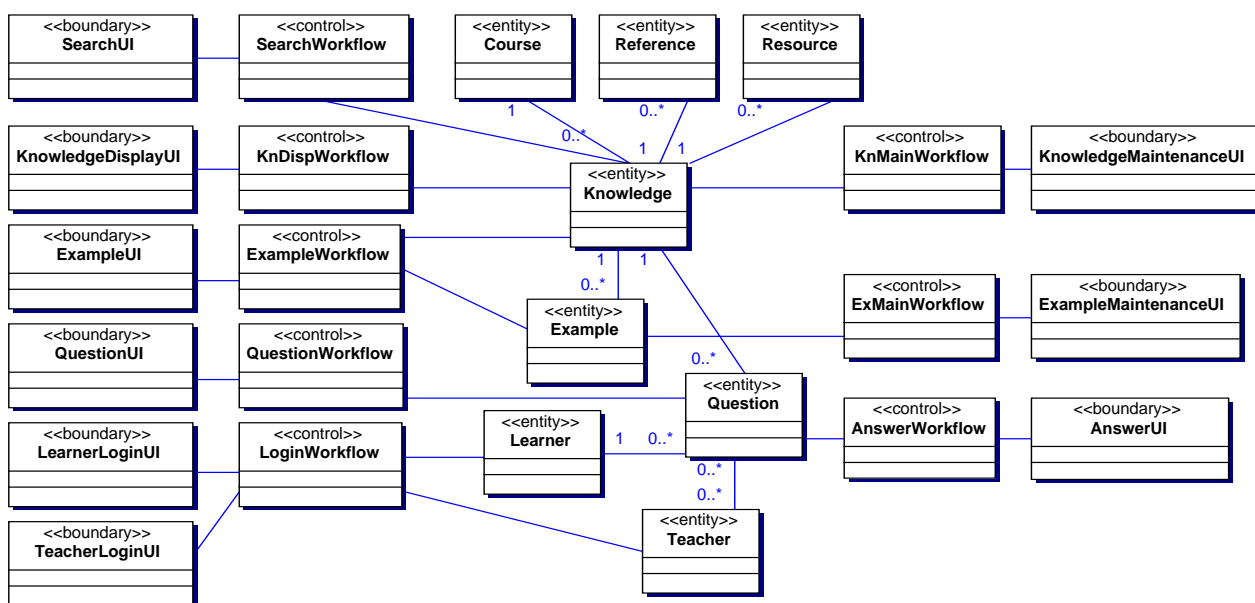 <<boundary>>
SearchUI
<<control>>
SearchWorkflow
<<entity>>
Course
<<entity>>
Reference
<<entity>>
Resource
1
0..*
0..*
0..*
1
1
<<boundary>>
KnowledgeDisplayUI
<<control>>
KnDispWorkflow
<<entity>>
Knowledge
<<control>>
KnMainWorkflow
<<boundary>>
KnowledgeMaintenanceUI
<<boundary>>
ExampleUI
<<control>>
ExampleWorkflow
1
1
0..*
<<entity>>
Example
<<control>>
ExMainWorkflow
<<boundary>>
ExampleMaintenanceUI
<<boundary>>
QuestionUI
<<control>>
QuestionWorkflow
0..*
<<entity>>
Question
<<control>>
AnswerWorkflow
<<boundary>>
AnswerUI
<<boundary>>
LearnerLoginUI
<<control>>
LoginWorkflow
<<entity>>
Learner
1
0..*
0..*
0..*
<<boundary>>
TeacherLoginUI
<<entity>>
Teacher